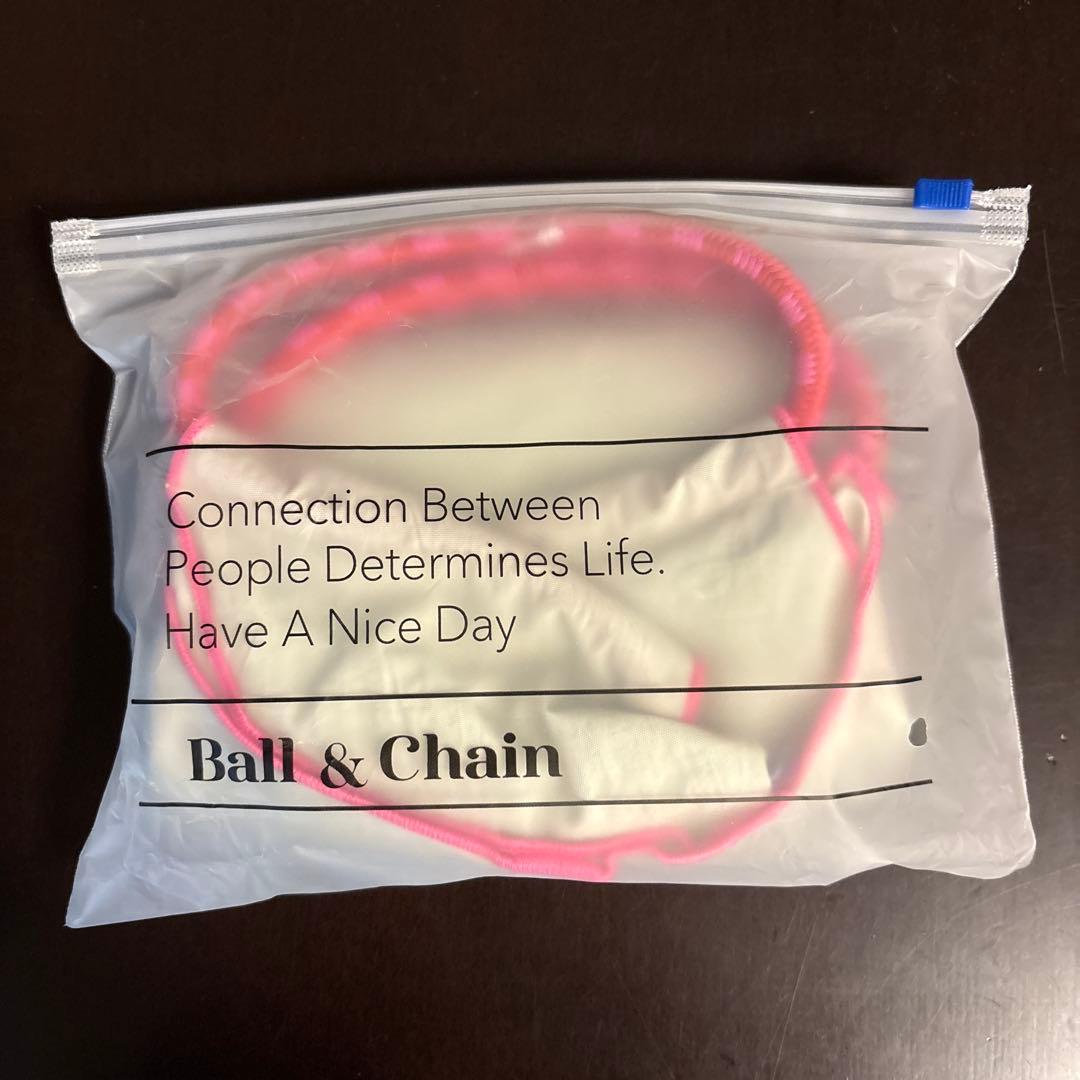 Connection Between
People Determines Life.
Have A Nice Day
Ball & Chain